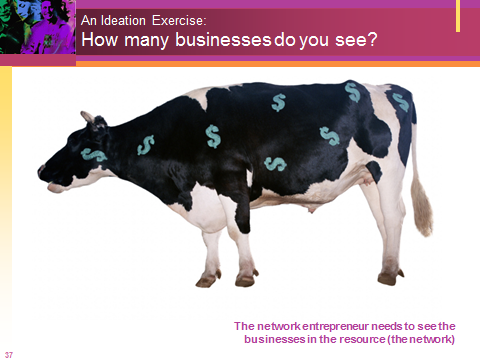 An Ideation Exercise:
How many businesses do you see?
$ $ $ $ $ $ $ $
The network entrepreneur needs to see the
businesses in the resource (the network)
37